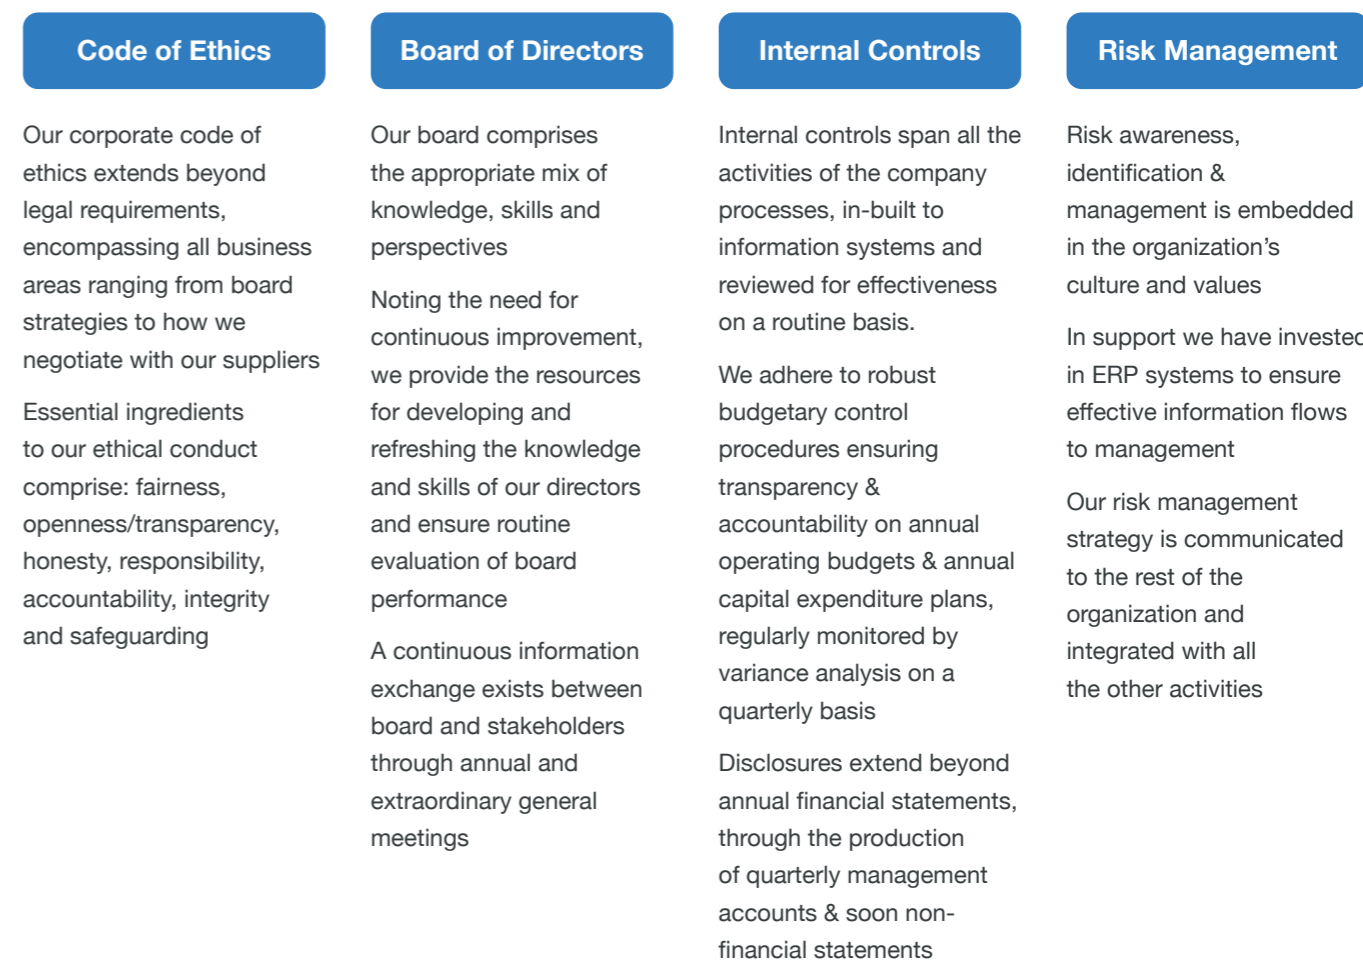 Code of Ethics
Our corporate code of
ethics extends beyond
legal requirements,
encompassing all business
areas ranging from board
strategies to how we
negotiate with our suppliers
Essential ingredients
to our ethical conduct
comprise: fairness,
openness/transparency,
honesty, responsibility,
accountability, integrity
and safeguarding
Board of Directors
Our board comprises
the appropriate mix of
knowledge, skills and
perspectives
Noting the need for
continuous improvement,
we provide the resources
for developing and
refreshing the knowledge
and skills of our directors
and ensure routine
evaluation of board
performance
A continuous information
exchange exists between
board and stakeholders
through annual and
extraordinary general
meetings
Internal Controls
Internal controls span all the
activities of the company
processes, in-built to
information systems and
reviewed for effectiveness
on a routine basis.
We adhere to robust
budgetary control
procedures ensuring
transparency &
accountability on annual
operating budgets & annual
capital expenditure plans,
regularly monitored by
variance analysis on a
quarterly basis
Disclosures extend beyond
annual financial statements,
through the production
of quarterly management
accounts & soon non-
financial statements
Risk Management
Risk awareness,
identification &
management is embedded
in the organization's
culture and values
In support we have invested
in ERP systems to ensure
effective information flows
to management
Our risk management
strategy is communicated
to the rest of the
organization and
integrated with all
the other activities